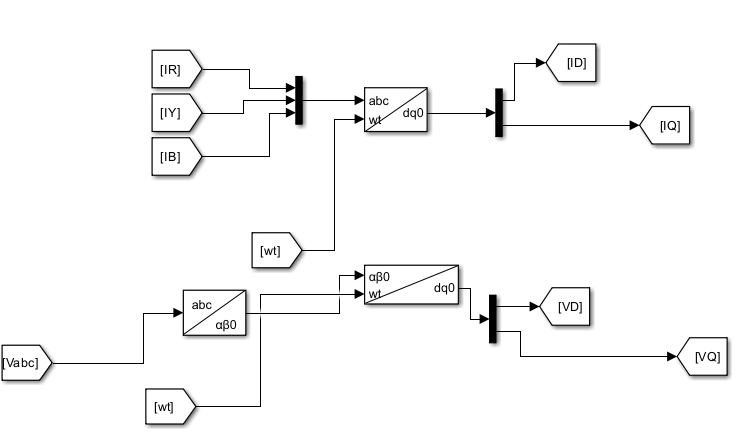 [IR]
[ID]
[IY]
abc
dq0
wt
[IQ]
[IB]
[wt]
αβ0
dq0
wt
abc
αβ0
[VD]
[Vabc]
[VQ]
[wt]